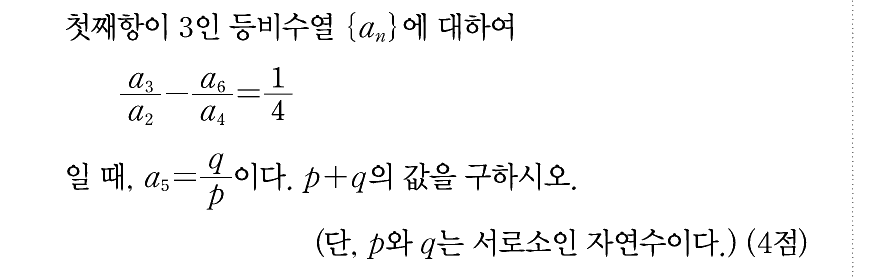 첫째항이 3인 등비수열 {aₙ}에 대하여
a₃/a₂ − a₆/a₄ = 1/4
일 때, a₅ = q/p이다. p+q의 값을 구하시오.
(단, p와 q는 서로소인 자연수이다.) (4점)